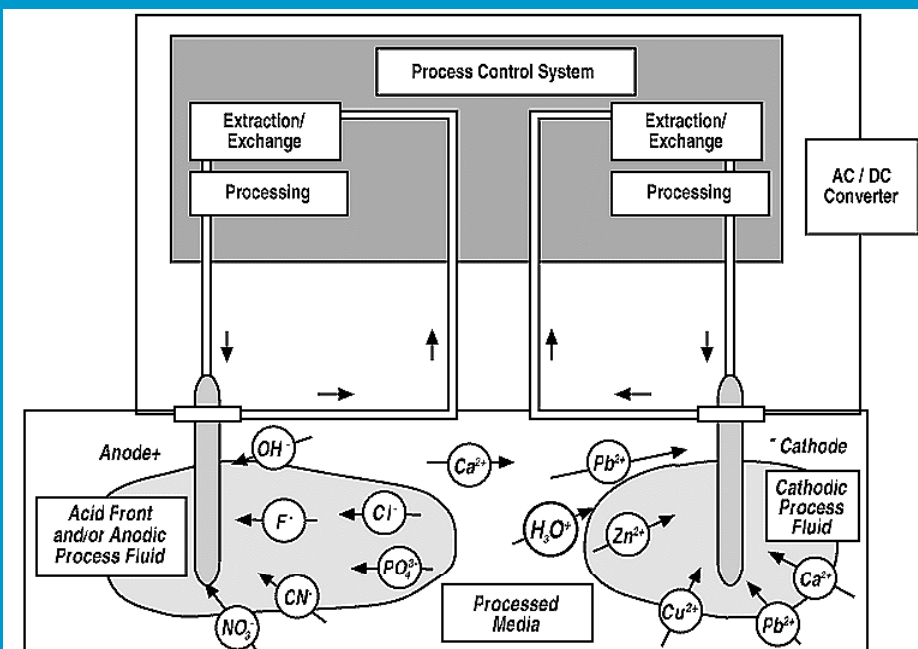 Process Control System
Extraction/
Exchange
Processing
Extraction/
Exchange
Processing
AC / DC
Converter
Anode+
OH-
Ca2+
Pb2+
- Cathode
Acid Front
and/or Anodic
Process Fluid
F-
Cl-
H3O+
Zn2+
Cathodic
Process
Fluid
PO43-
CN-
NO3-
Processed
Media
Cu2+
Pb2+
Ca2+